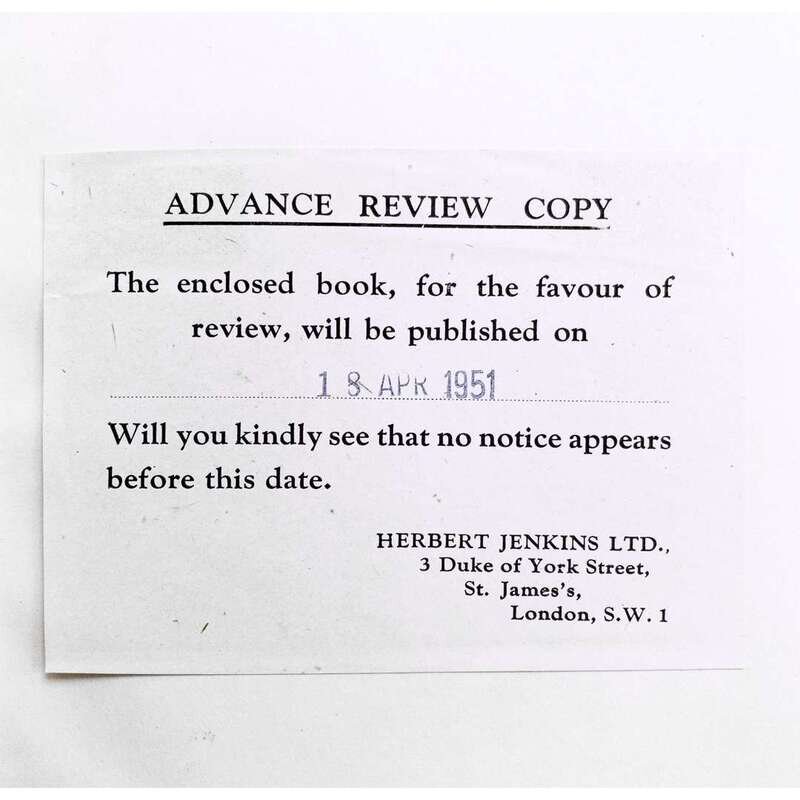 ADVANCE REVIEW COPY
The enclosed book, for the favour of
review, will be published on
18 APR 1951
Will you kindly see that no notice appears
before this date.
HERBERT JENKINS LTD.,
3 Duke of York Street,
St. James's,
London, S.W. 1